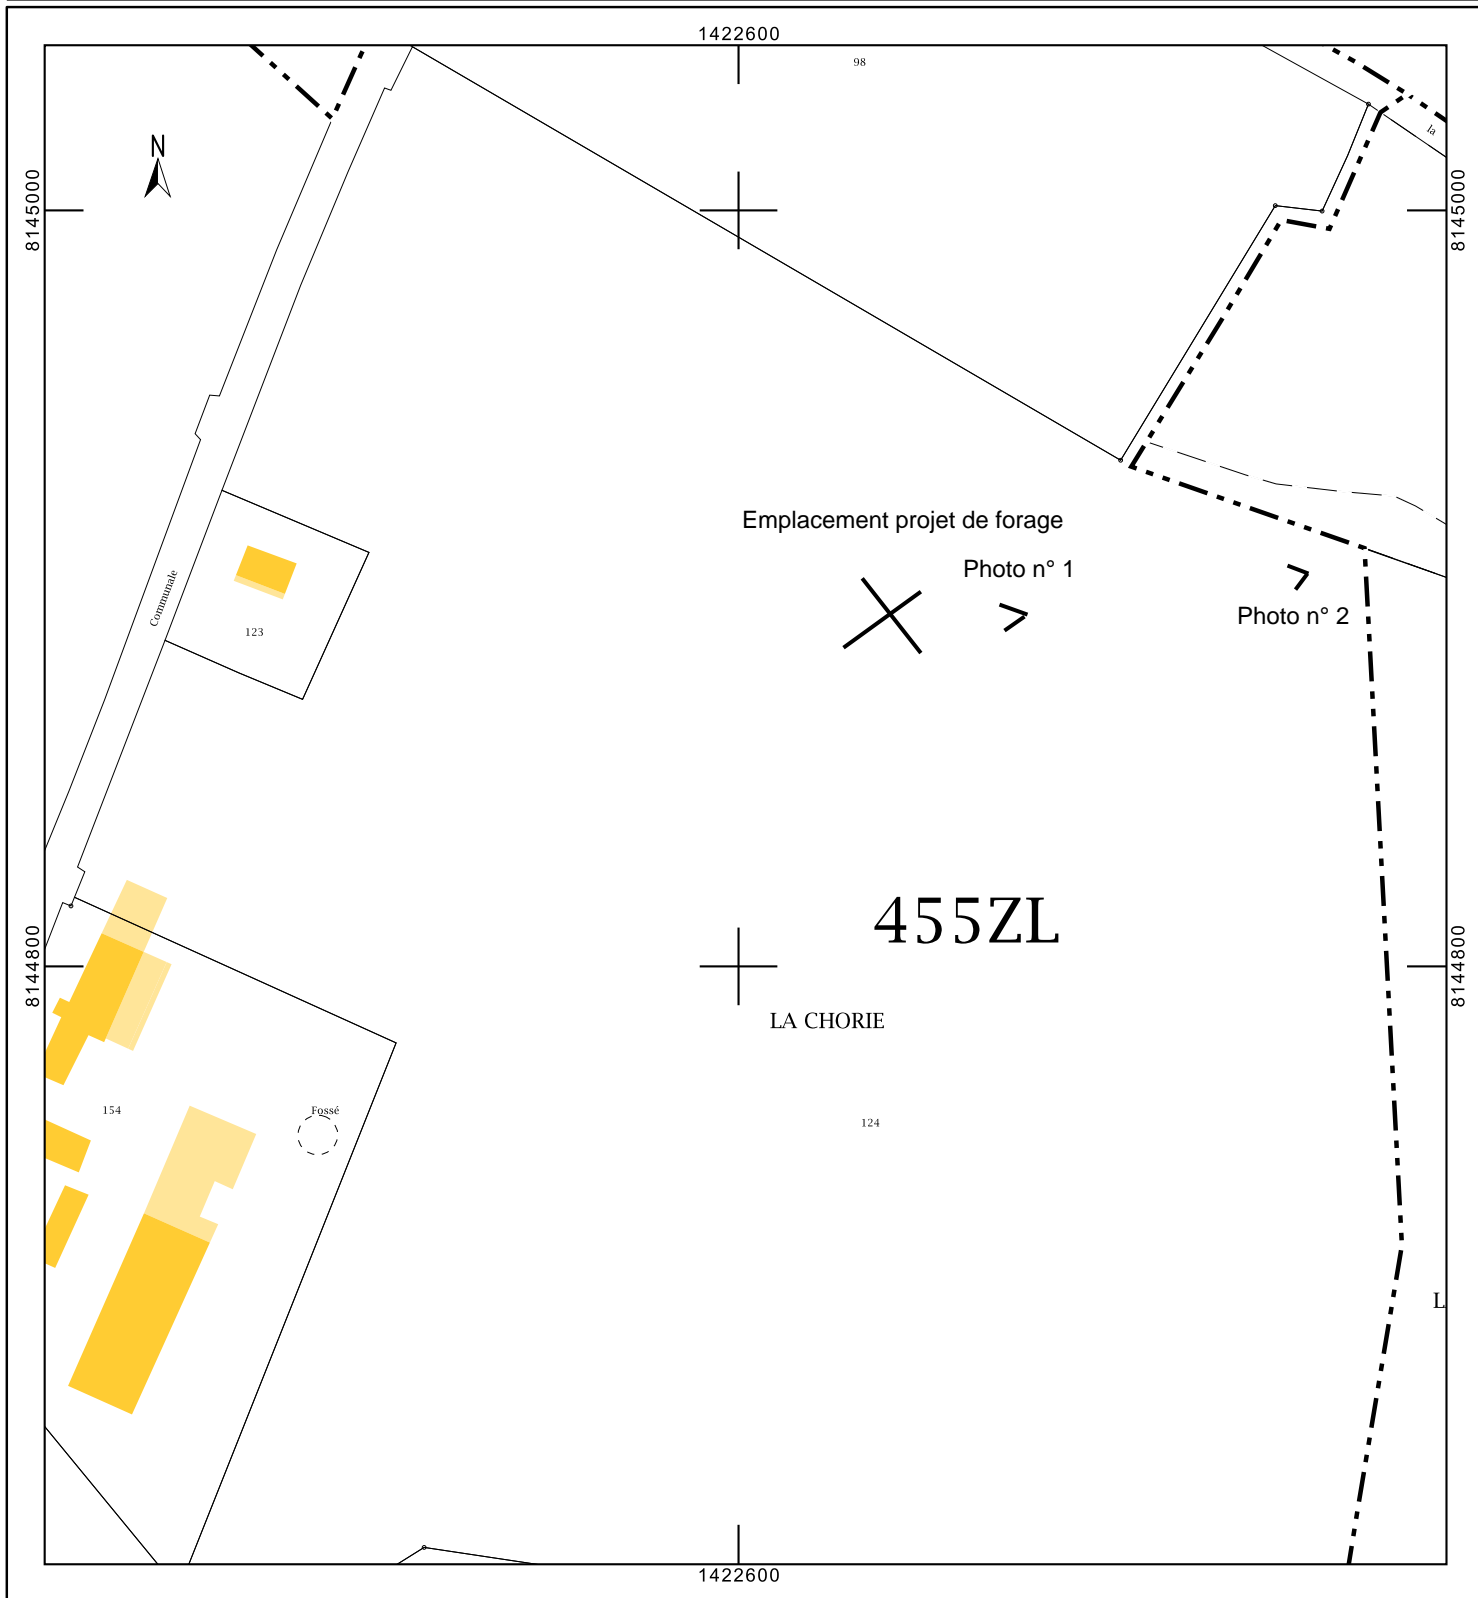 1422600
98
la
N
8145000
8145000
Emplacement projet de forage
Photo n° 1
Communale
Photo n° 2
123
455ZL
8144800
8144800
LA CHORIE
154
Fossé
124
L
1422600